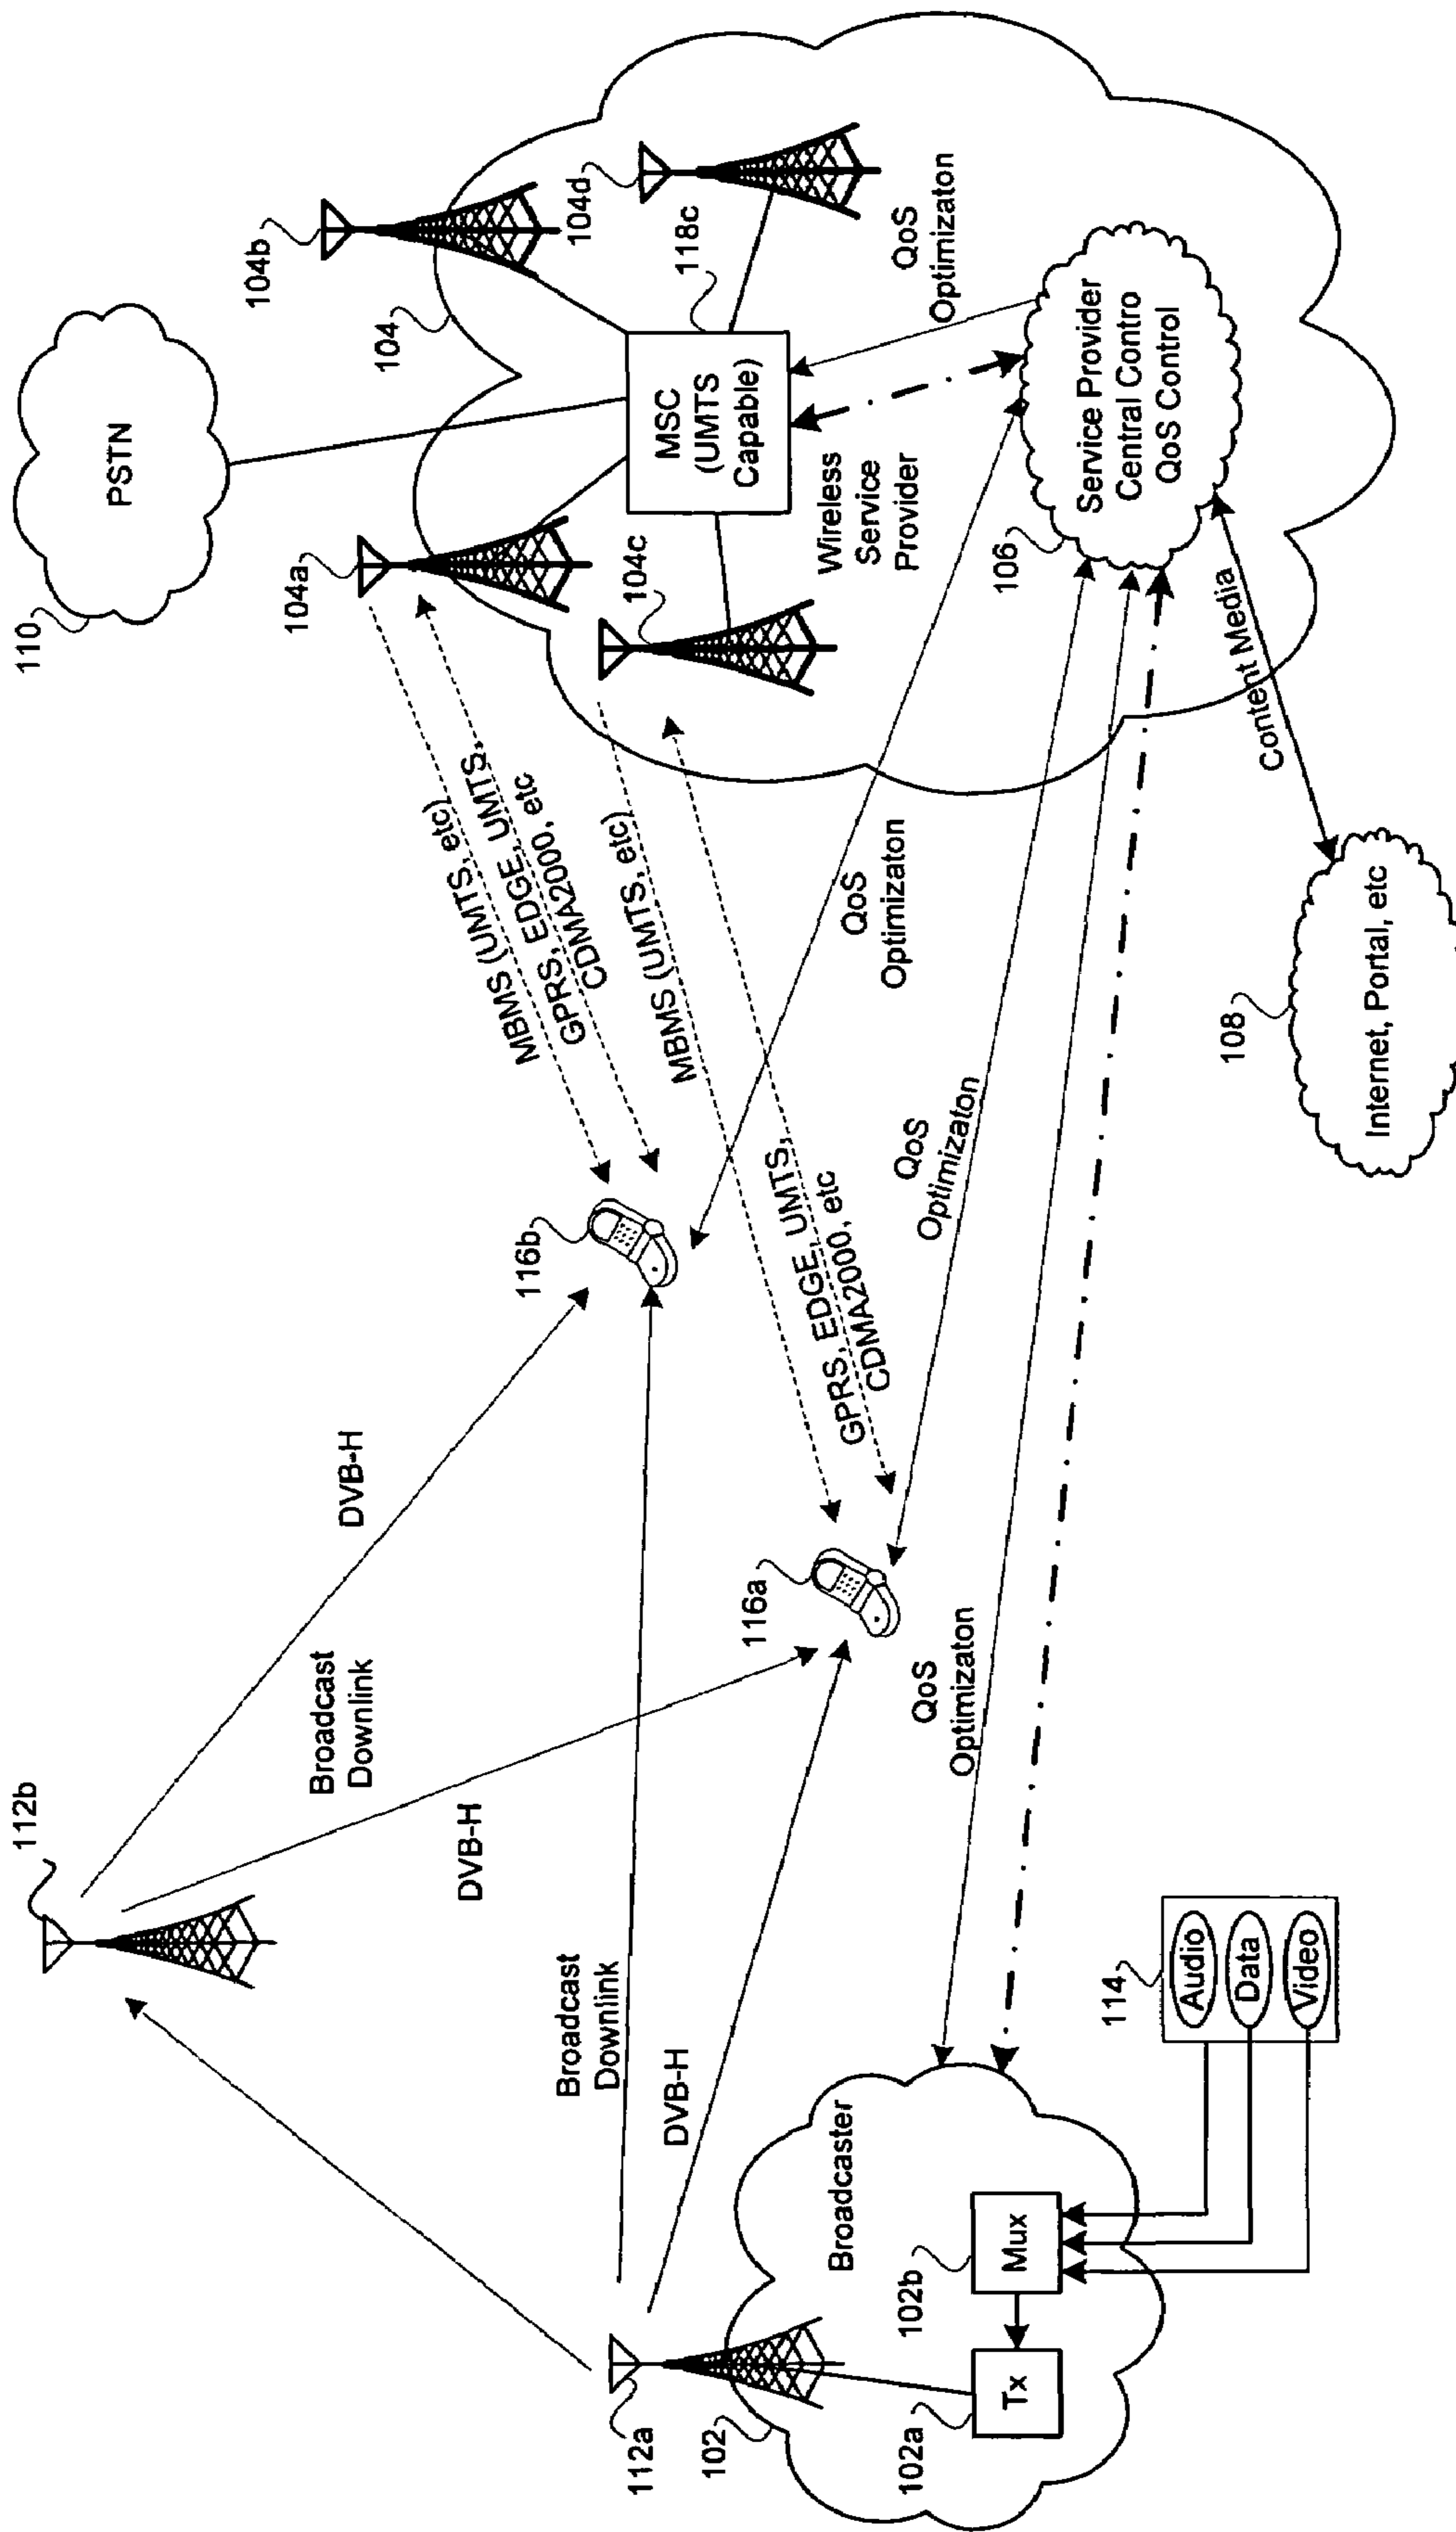 110
PSTN
112b
104b
104
104a
104d
118c
MSC
(UMTS
Capable)
104c
QoS
Optimizaton
Wireless
Service
Provider
Broadcast
Downlink
DVB-H
MBMS (UMTS, etc)
GPRS, EDGE, UMTS,
CDMA2000, etc
DVB-H
116b
MBMS (UMTS, etc)
Broadcast
Downlink
116a
GPRS, EDGE, UMTS,
CDMA2000, etc
QoS
Optimizaton
106
Service Provider
Central Contro
QoS Control
112a
DVB-H
QoS
Optimizaton
102
Broadcaster
QoS
Optimizaton
Content Media
102b
Mux
102a
Tx
114
Audio
Data
Video
108
Internet, Portal, etc